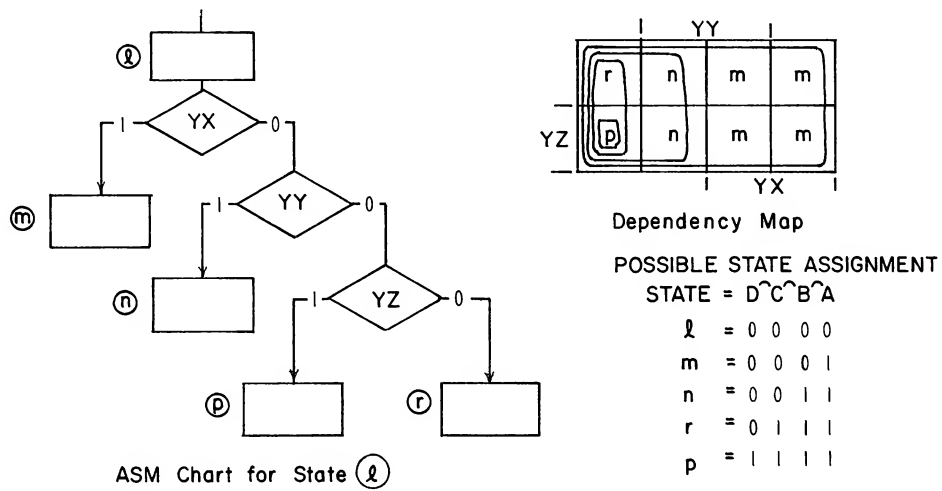 ℓ
YX
1
0
m
YY
1
0
n
YZ
1
0
p
r
ASM Chart for State ℓ
YY
r n m m
YZ
p n m m
YX
Dependency Map
POSSIBLE STATE ASSIGNMENT
STATE = D^C^B^A
ℓ = 0 0 0 0
m = 0 0 0 1
n = 0 0 1 1
r = 0 1 1 1
p = 1 1 1 1